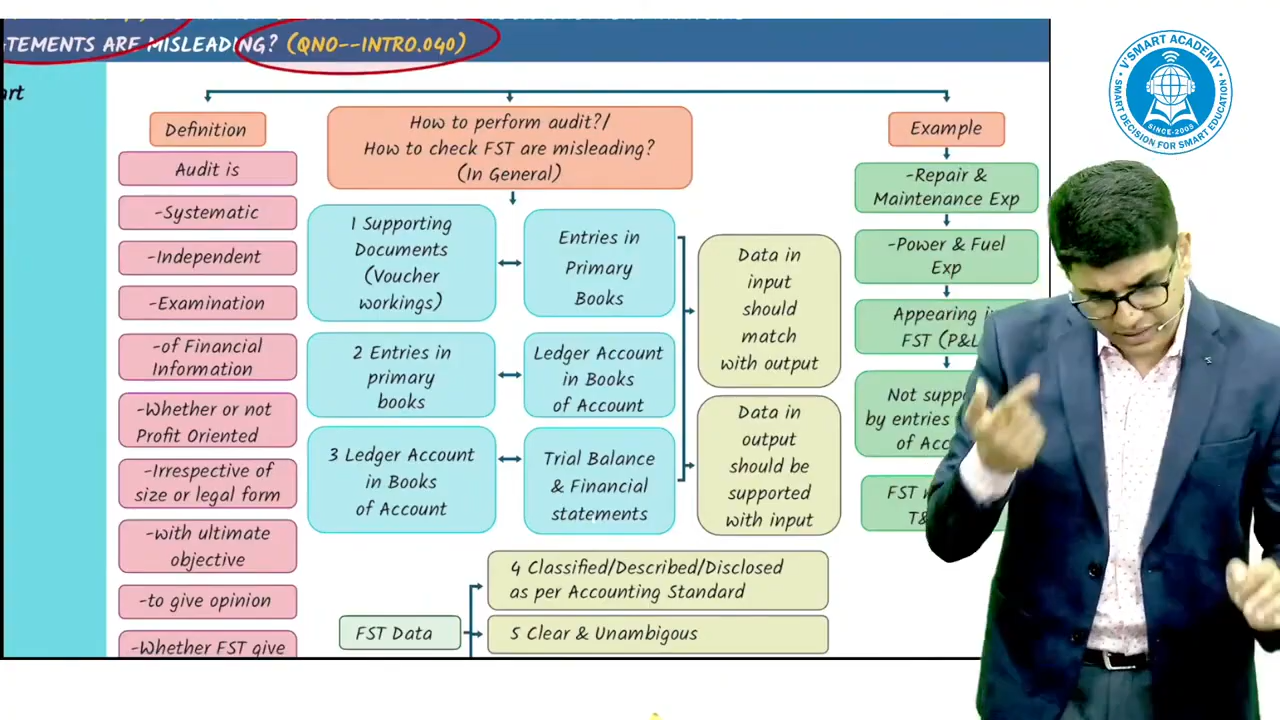 TEMENTS ARE MISLEADING? (QNO--INTRO.040)
art
Definition
Audit is
-Systematic
-Independent
-Examination
-of Financial
Information
-Whether or not
Profit Oriented
-Irrespective of
size or legal form
-with ultimate
objective
-to give opinion
-Whether FST give
How to perform audit?/
How to check FST are misleading?
(In General)
1 Supporting
Documents
(Voucher
workings)
Entries in
Primary
Books
2 Entries in
primary
books
Ledger Account
in Books
of Account
3 Ledger Account
in Books
of Account
Trial Balance
& Financial
statements
Data in
input
should
match
with output
Data in
output
should be
supported
with input
FST Data
4 Classified/Described/Disclosed
as per Accounting Standard
5 Clear & Unambigous
Example
-Repair &
Maintenance Exp
-Power & Fuel
Exp
Appearing i
FST (P&L
Not supp
by entries
of Acc
FST
T&
V'SMART ACADEMY
SINCE-2009
SMART DECISION FOR SMART EDUCATION